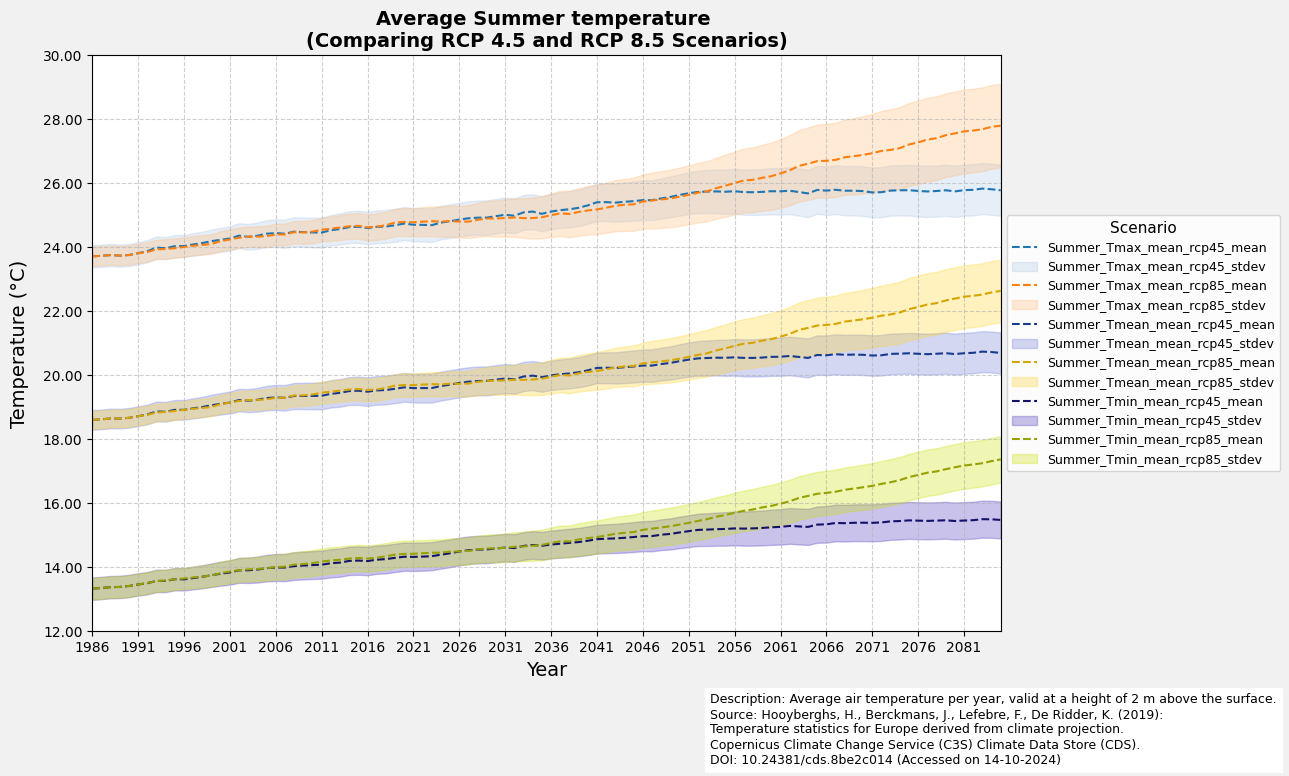 Average Summer temperature
(Comparing RCP 4.5 and RCP 8.5 Scenarios)
30.00
28.00
26.00
24.00
22.00
20.00
18.00
16.00
14.00
12.00
Temperature (°C)
1986 1991 1996 2001 2006 2011 2016 2021 2026 2031 2036 2041 2046 2051 2056 2061 2066 2071 2076 2081
Year
Scenario
Summer_Tmax_mean_rcp45_mean
Summer_Tmax_mean_rcp45_stdev
Summer_Tmax_mean_rcp85_mean
Summer_Tmax_mean_rcp85_stdev
Summer_Tmean_mean_rcp45_mean
Summer_Tmean_mean_rcp45_stdev
Summer_Tmean_mean_rcp85_mean
Summer_Tmean_mean_rcp85_stdev
Summer_Tmin_mean_rcp45_mean
Summer_Tmin_mean_rcp45_stdev
Summer_Tmin_mean_rcp85_mean
Summer_Tmin_mean_rcp85_stdev
Description: Average air temperature per year, valid at a height of 2 m above the surface.
Source: Hooyberghs, H., Berckmans, J., Lefebre, F., De Ridder, K. (2019):
Temperature statistics for Europe derived from climate projection.
Copernicus Climate Change Service (C3S) Climate Data Store (CDS).
DOI: 10.24381/cds.8be2c014 (Accessed on 14-10-2024)